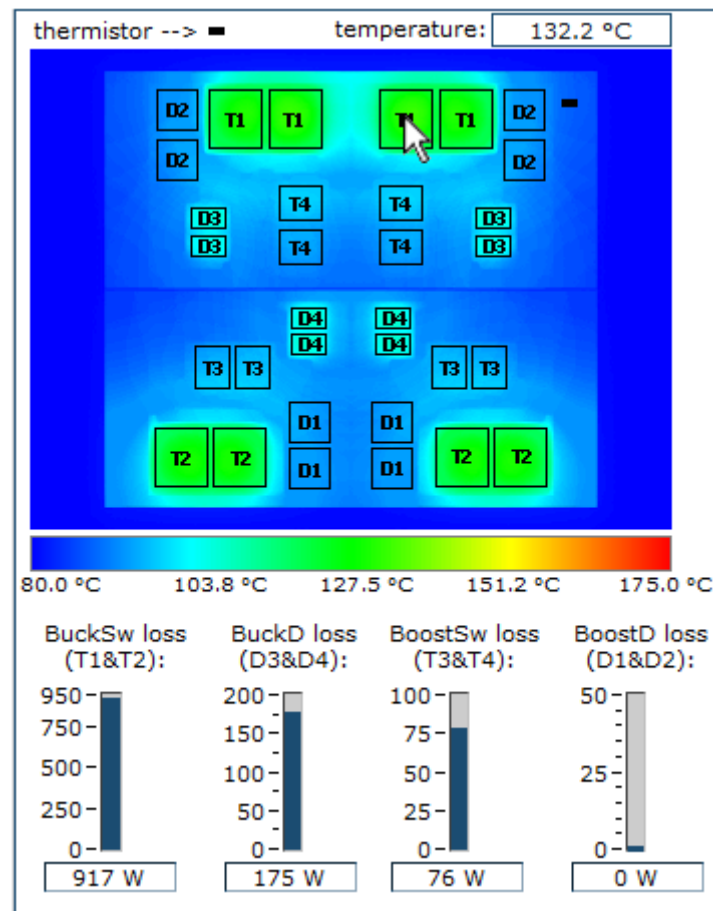 thermistor --> temperature: 132.2 °C
D2 T1 T1 T1 T1 D2
D2 D2
T4 T4
D3 D3
D3 T4 T4 D3
D4 D4
D4 D4
T3 T3 T3 T3
D1 D1
T2 T2 T2 T2
D1 D1
80.0 °C 103.8 °C 127.5 °C 151.2 °C 175.0 °C
BuckSw loss BuckD loss BoostSw loss BoostD loss
(T1&T2): (D3&D4): (T3&T4): (D1&D2):
950 200 100 50
750 150 75
500 100 50 25
250 50 25
0 0 0 0
917 W 175 W 76 W 0 W